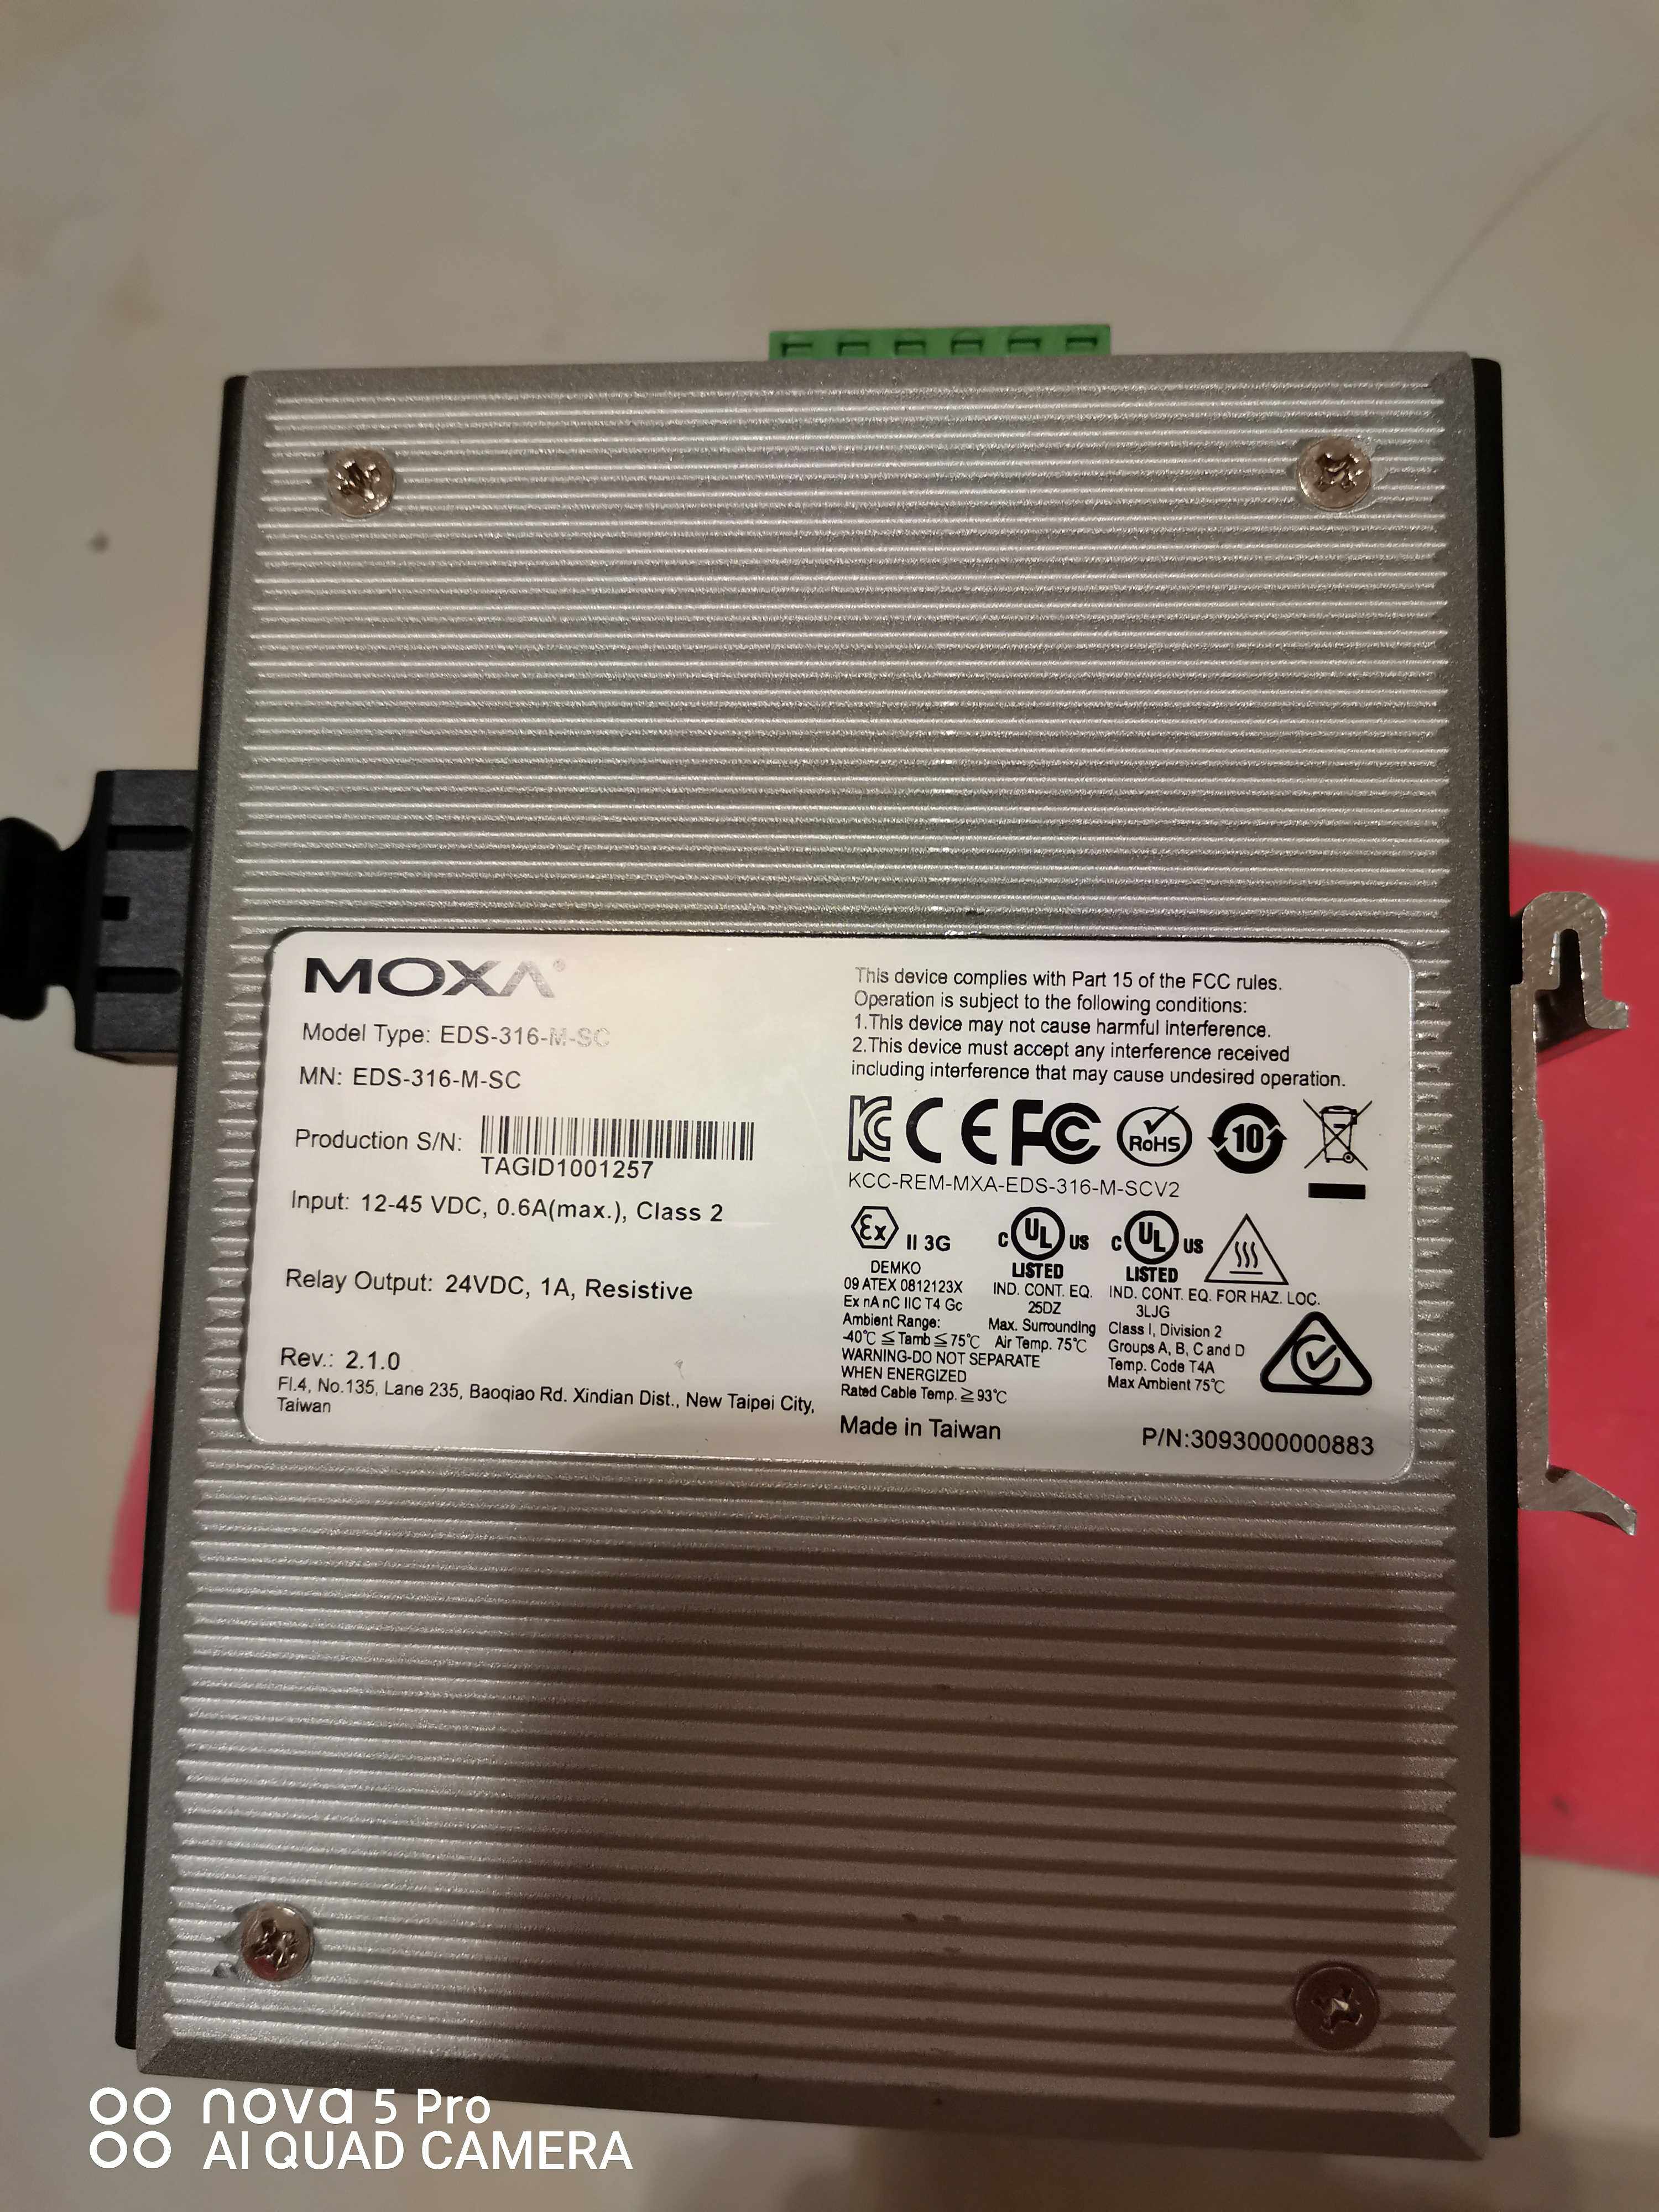 MOXA®
Model Type: EDS-316-M-SC
MN: EDS-316-M-SC
Production S/N:
TAGID1001257
Input: 12-45 VDC, 0.6A(max.), Class 2
Relay Output: 24VDC, 1A, Resistive
Rev.: 2.1.0
Fl.4, No.135, Lane 235, Baoqiao Rd. Xindian Dist., New Taipei City,
Taiwan
This device complies with Part 15 of the FCC rules.
Operation is subject to the following conditions:
1.This device may not cause harmful interference.
2.This device must accept any interference received
including interference that may cause undesired operation.
KC CE FC RoHS 10
KCC-REM-MXA-EDS-316-M-SCV2
Ex II 3G
DEMKO
09 ATEX 0812123X
Ex nA nC IIC T4 Gc
Ambient Range:
-40℃ ≦ Tamb ≦ 75℃
WARNING-DO NOT SEPARATE
WHEN ENERGIZED
Rated Cable Temp. ≧ 93℃
C UL US
LISTED
IND. CONT. EQ.
25DZ
Max. Surrounding
Air Temp. 75℃
C UL US
LISTED
IND. CONT. EQ. FOR HAZ. LOC.
3LJG
Class I, Division 2
Groups A, B, C and D
Temp. Code T4A
Max Ambient 75℃
Made in Taiwan
P/N:3093000000883
nova 5 Pro
AI QUAD CAMERA